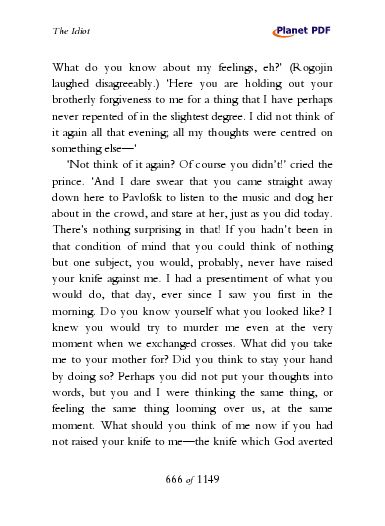 The Idiot
Planet PDF
What do you know about my feelings, eh?' (Rogojin
laughed disagreeably.) 'Here you are holding out your
brotherly forgiveness to me for a thing that I have perhaps
never repented of in the slightest degree. I did not think of
it again all that evening; all my thoughts were centred on
something else—'
'Not think of it again? Of course you didn't!' cried the
prince. 'And I dare swear that you came straight away
down here to Pavlofsk to listen to the music and dog her
about in the crowd, and stare at her, just as you did today.
There's nothing surprising in that! If you hadn't been in
that condition of mind that you could think of nothing
but one subject, you would, probably, never have raised
your knife against me. I had a presentiment of what you
would do, that day, ever since I saw you first in the
morning. Do you know yourself what you looked like? I
knew you would try to murder me even at the very
moment when we exchanged crosses. What did you take
me to your mother for? Did you think to stay your hand
by doing so? Perhaps you did not put your thoughts into
words, but you and I were thinking the same thing, or
feeling the same thing looming over us, at the same
moment. What should you think of me now if you had
not raised your knife to me—the knife which God averted
666 of 1149